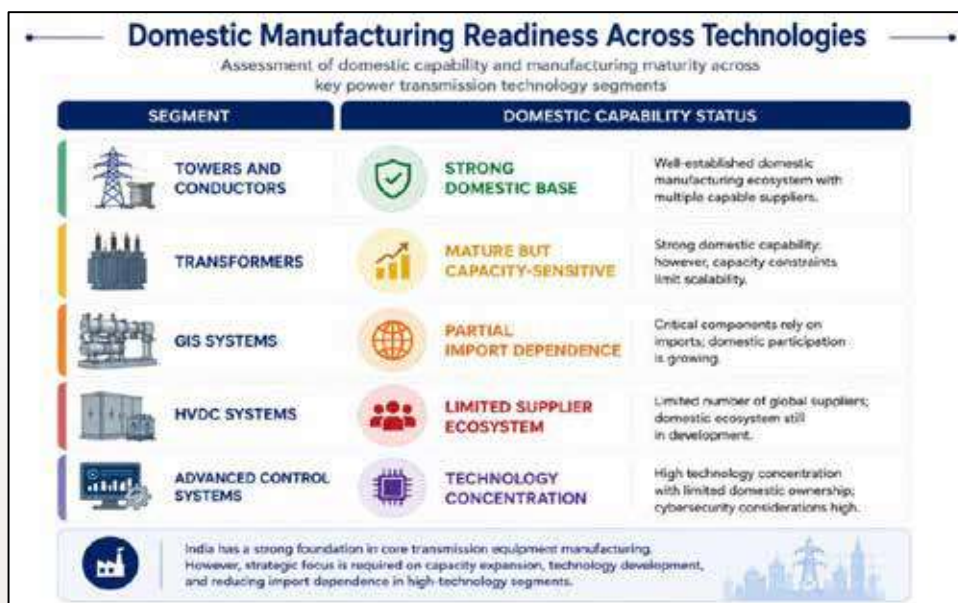 Domestic Manufacturing Readiness Across Technologies
Assessment of domestic capability and manufacturing maturity across
key power transmission technology segments
SEGMENT
DOMESTIC CAPABILITY STATUS
TOWERS AND
CONDUCTORS
STRONG
DOMESTIC BASE
Well-established domestic
manufacturing ecosystem with
multiple capable suppliers.
TRANSFORMERS
MATURE BUT
CAPACITY-SENSITIVE
Strong domestic capability;
however, capacity constraints
limit scalability.
GIS SYSTEMS
PARTIAL
IMPORT DEPENDENCE
Critical components rely on
imports; domestic participation
is growing.
HVDC SYSTEMS
LIMITED SUPPLIER
ECOSYSTEM
Limited number of global suppliers;
domestic ecosystem still
in development.
ADVANCED CONTROL
SYSTEMS
TECHNOLOGY
CONCENTRATION
High technology concentration
with limited domestic ownership;
cybersecurity considerations high.
India has a strong foundation in core transmission equipment manufacturing.
However, strategic focus is required on capacity expansion, technology development,
and reducing import dependence in high-technology segments.